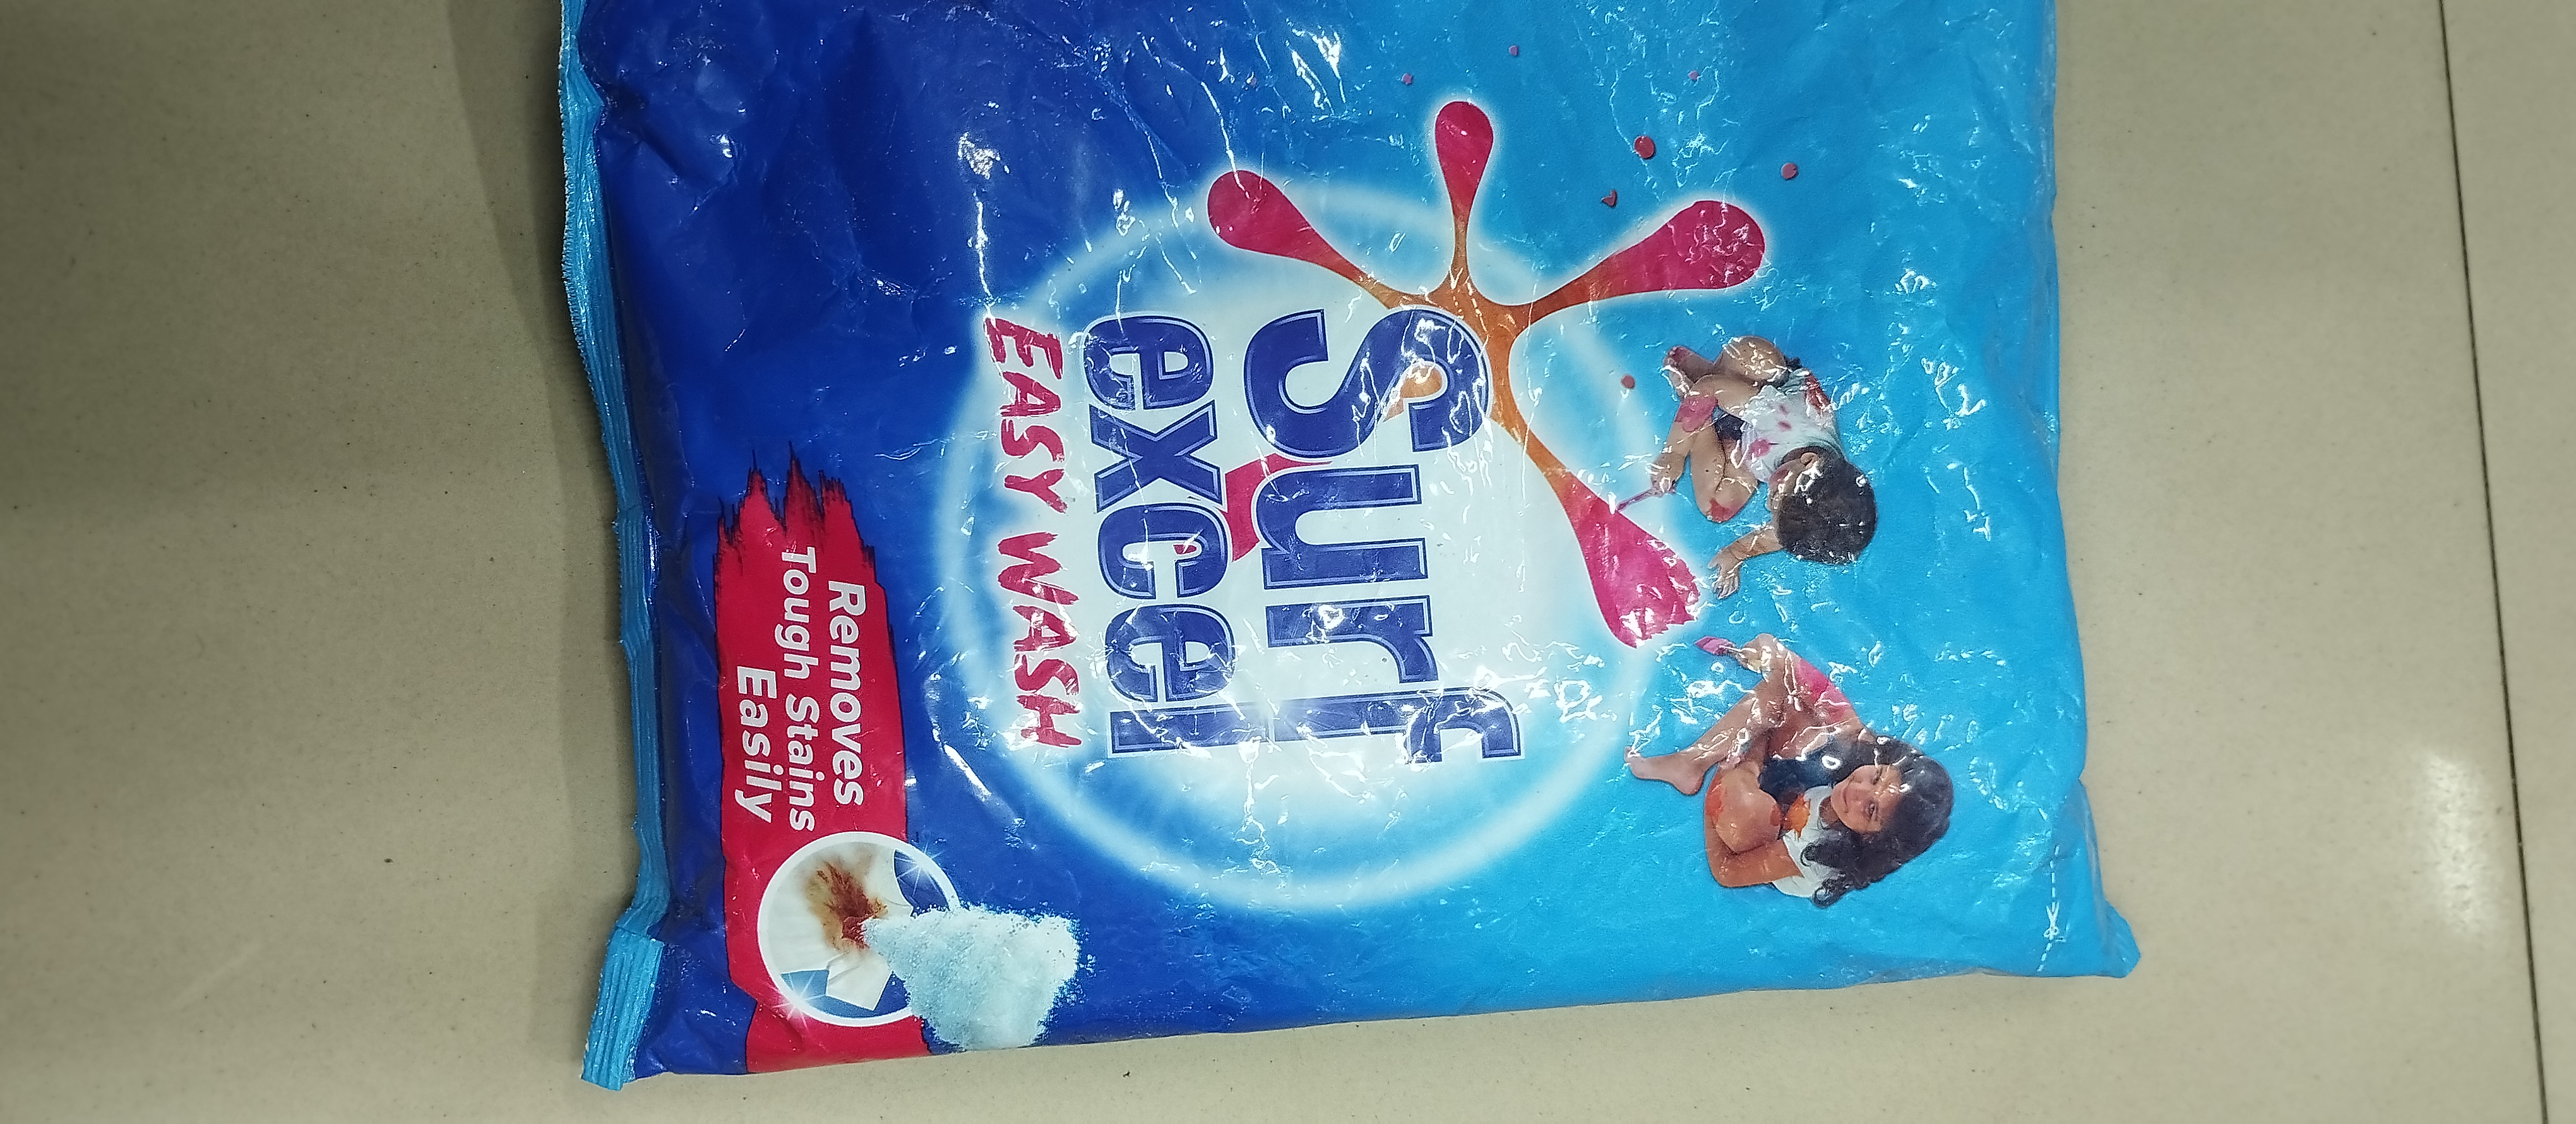 Surf
excel
EASY WASH
Removes
Tough Stains
Easily